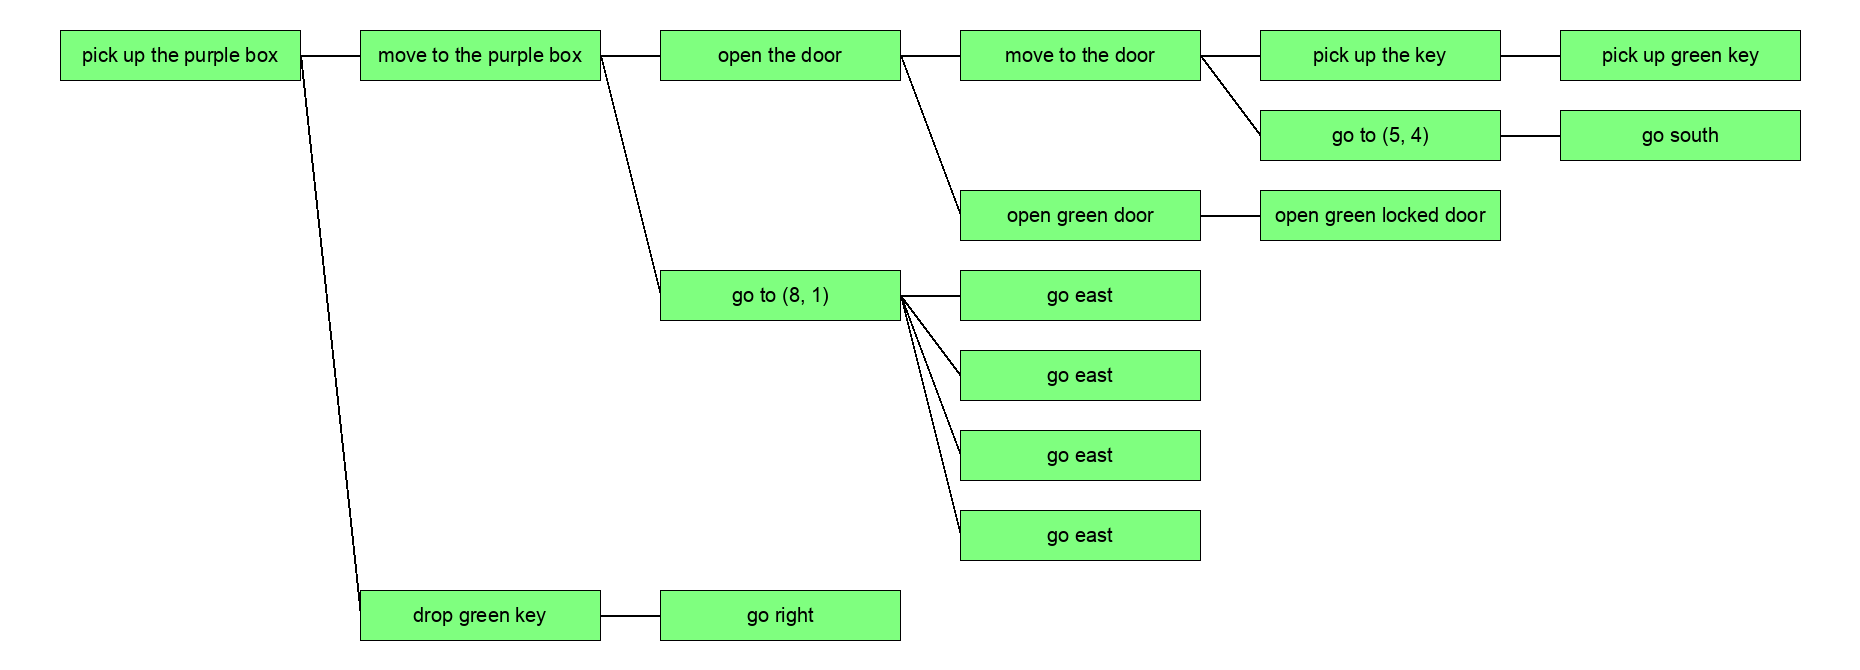 pick up the purple box
move to the purple box
open the door
move to the door
pick up the key
pick up green key
go to (5, 4)
go south
open green door
open green locked door
go to (8, 1)
go east
go east
go east
go east
drop green key
go right